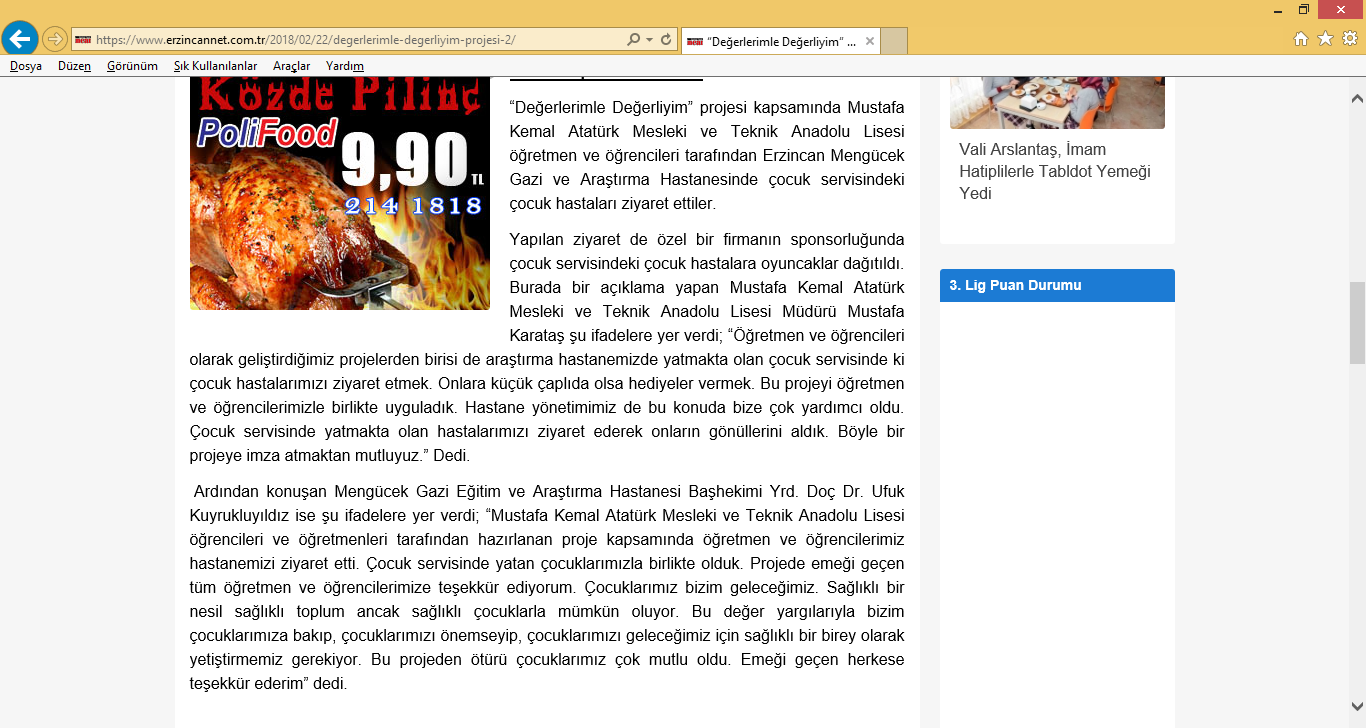 https://www.erzincannet.com.tr/2018/02/22/degerlerimle-degerliyim-projesi-2/
“Değerlerimle Değerliyim” ...
Dosya Düzen Görünüm Sık Kullanılanlar Araçlar Yardım
Közde Piliç
PoliFood
9,90 TL
214 1818
“Değerlerimle Değerliyim” projesi kapsamında Mustafa
Kemal Atatürk Mesleki ve Teknik Anadolu Lisesi
öğretmen ve öğrencileri tarafından Erzincan Mengücek
Gazi ve Araştırma Hastanesinde çocuk servisindeki
çocuk hastaları ziyaret ettiler.
Yapılan ziyaret de özel bir firmanın sponsorluğunda
çocuk servisindeki çocuk hastalara oyuncaklar dağıtıldı.
Burada bir açıklama yapan Mustafa Kemal Atatürk
Mesleki ve Teknik Anadolu Lisesi Müdürü Mustafa
Karataş şu ifadelere yer verdi; “Öğretmen ve öğrencileri
olarak geliştirdiğimiz projelerden birisi de araştırma hastanemizde yatmakta olan çocuk servisinde ki
çocuk hastalarımızı ziyaret etmek. Onlara küçük çaplıda olsa hediyeler vermek. Bu projeyi öğretmen
ve öğrencilerimizle birlikte uyguladık. Hastane yönetimimiz de bu konuda bize çok yardımcı oldu.
Çocuk servisinde yatmakta olan hastalarımızı ziyaret ederek onların gönüllerini aldık. Böyle bir
projeye imza atmaktan mutluyuz.” Dedi.
Ardından konuşan Mengücek Gazi Eğitim ve Araştırma Hastanesi Başhekimi Yrd. Doç Dr. Ufuk
Kuyrukluyıldız ise şu ifadelere yer verdi; “Mustafa Kemal Atatürk Mesleki ve Teknik Anadolu Lisesi
öğrencileri ve öğretmenleri tarafından hazırlanan proje kapsamında öğretmen ve öğrencilerimiz
hastanemizi ziyaret etti. Çocuk servisinde yatan çocuklarımızla birlikte olduk. Projede emeği geçen
tüm öğretmen ve öğrencilerimize teşekkür ediyorum. Çocuklarımız bizim geleceğimiz. Sağlıklı bir
nesil sağlıklı toplum ancak sağlıklı çocuklarla mümkün oluyor. Bu değer yargılarıyla bizim
çocuklarımıza bakıp, çocuklarımızı önemseyip, çocuklarımızı geleceğimiz için sağlıklı bir birey olarak
yetiştirmemiz gerekiyor. Bu projeden ötürü çocuklarımız çok mutlu oldu. Emeği geçen herkese
teşekkür ederim” dedi.
Vali Arslantaş, İmam
Hatiplilerle Tabldot Yemeği
Yedi
3. Lig Puan Durumu